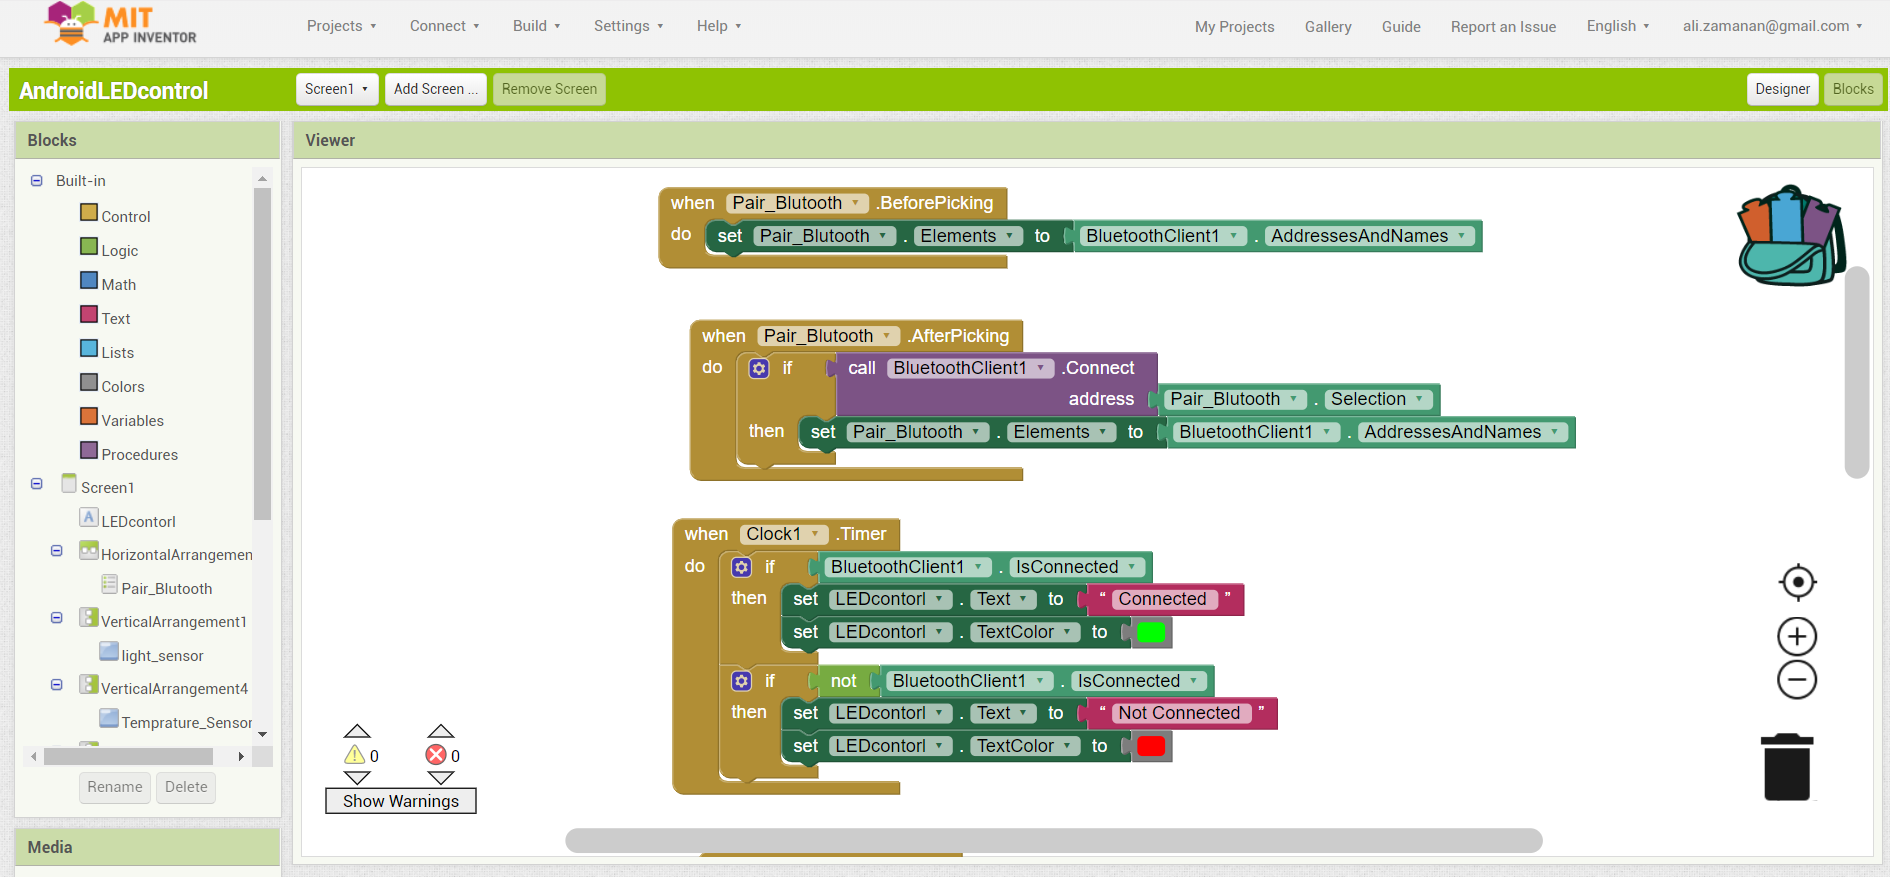 MIT
APP INVENTOR
Projects
Connect
Build
Settings
Help
My Projects
Gallery
Guide
Report an Issue
English
ali.zamanan@gmail.com
AndroidLEDcontrol
Screen1
Add Screen ...
Remove Screen
Designer
Blocks
Blocks
Built-in
Control
Logic
Math
Text
Lists
Colors
Variables
Procedures
Screen1
A LEDcontorl
HorizontalArrangemen
Pair_Blutooth
VerticalArrangement1
light_sensor
VerticalArrangement4
Temprature_Sensor
Rename
Delete
Media
Viewer
when Pair_Blutooth .BeforePicking
do set Pair_Blutooth . Elements to BluetoothClient1 . AddressesAndNames
when Pair_Blutooth .AfterPicking
do if call BluetoothClient1 .Connect
address Pair_Blutooth . Selection
then set Pair_Blutooth . Elements to BluetoothClient1 . AddressesAndNames
when Clock1 .Timer
do if BluetoothClient1 . IsConnected
then set LEDcontorl . Text to “ Connected ”
set LEDcontorl . TextColor to
if not BluetoothClient1 . IsConnected
then set LEDcontorl . Text to “ Not Connected ”
set LEDcontorl . TextColor to
0
0
Show Warnings